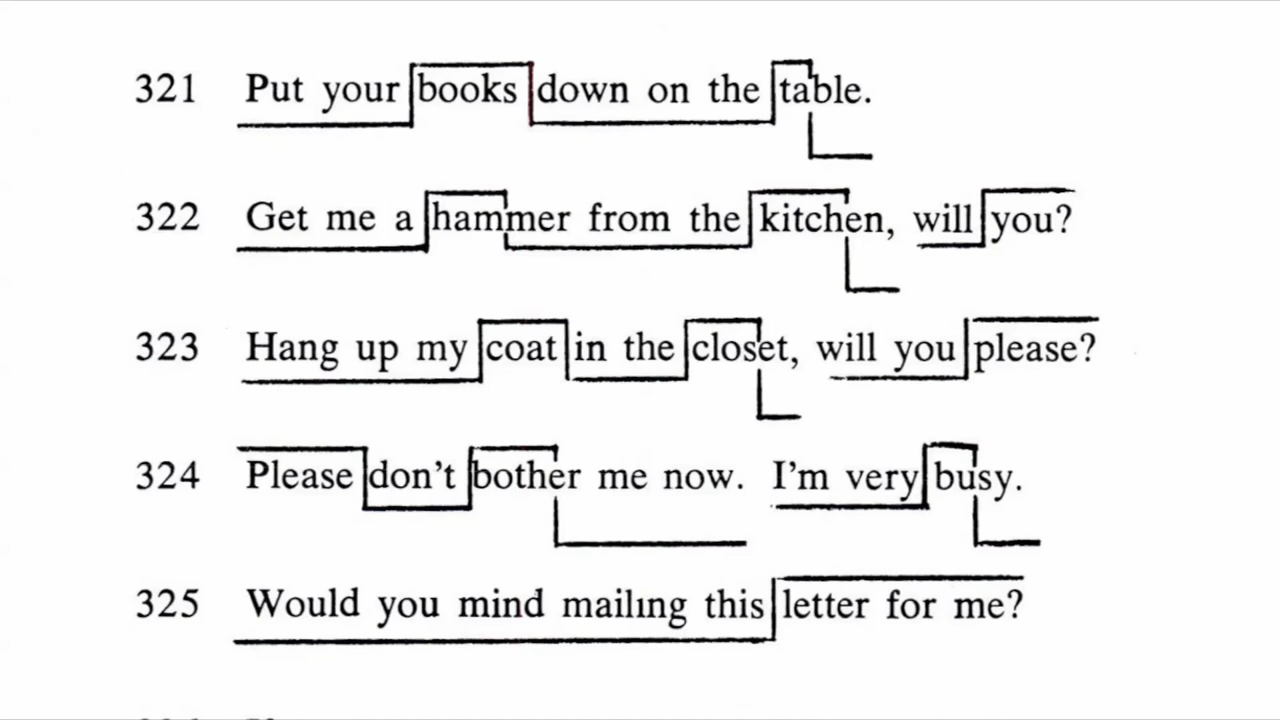 321 Put your books down on the table.
322 Get me a hammer from the kitchen, will you?
323 Hang up my coat in the closet, will you please?
324 Please don't bother me now. I'm very busy.
325 Would you mind mailing this letter for me?